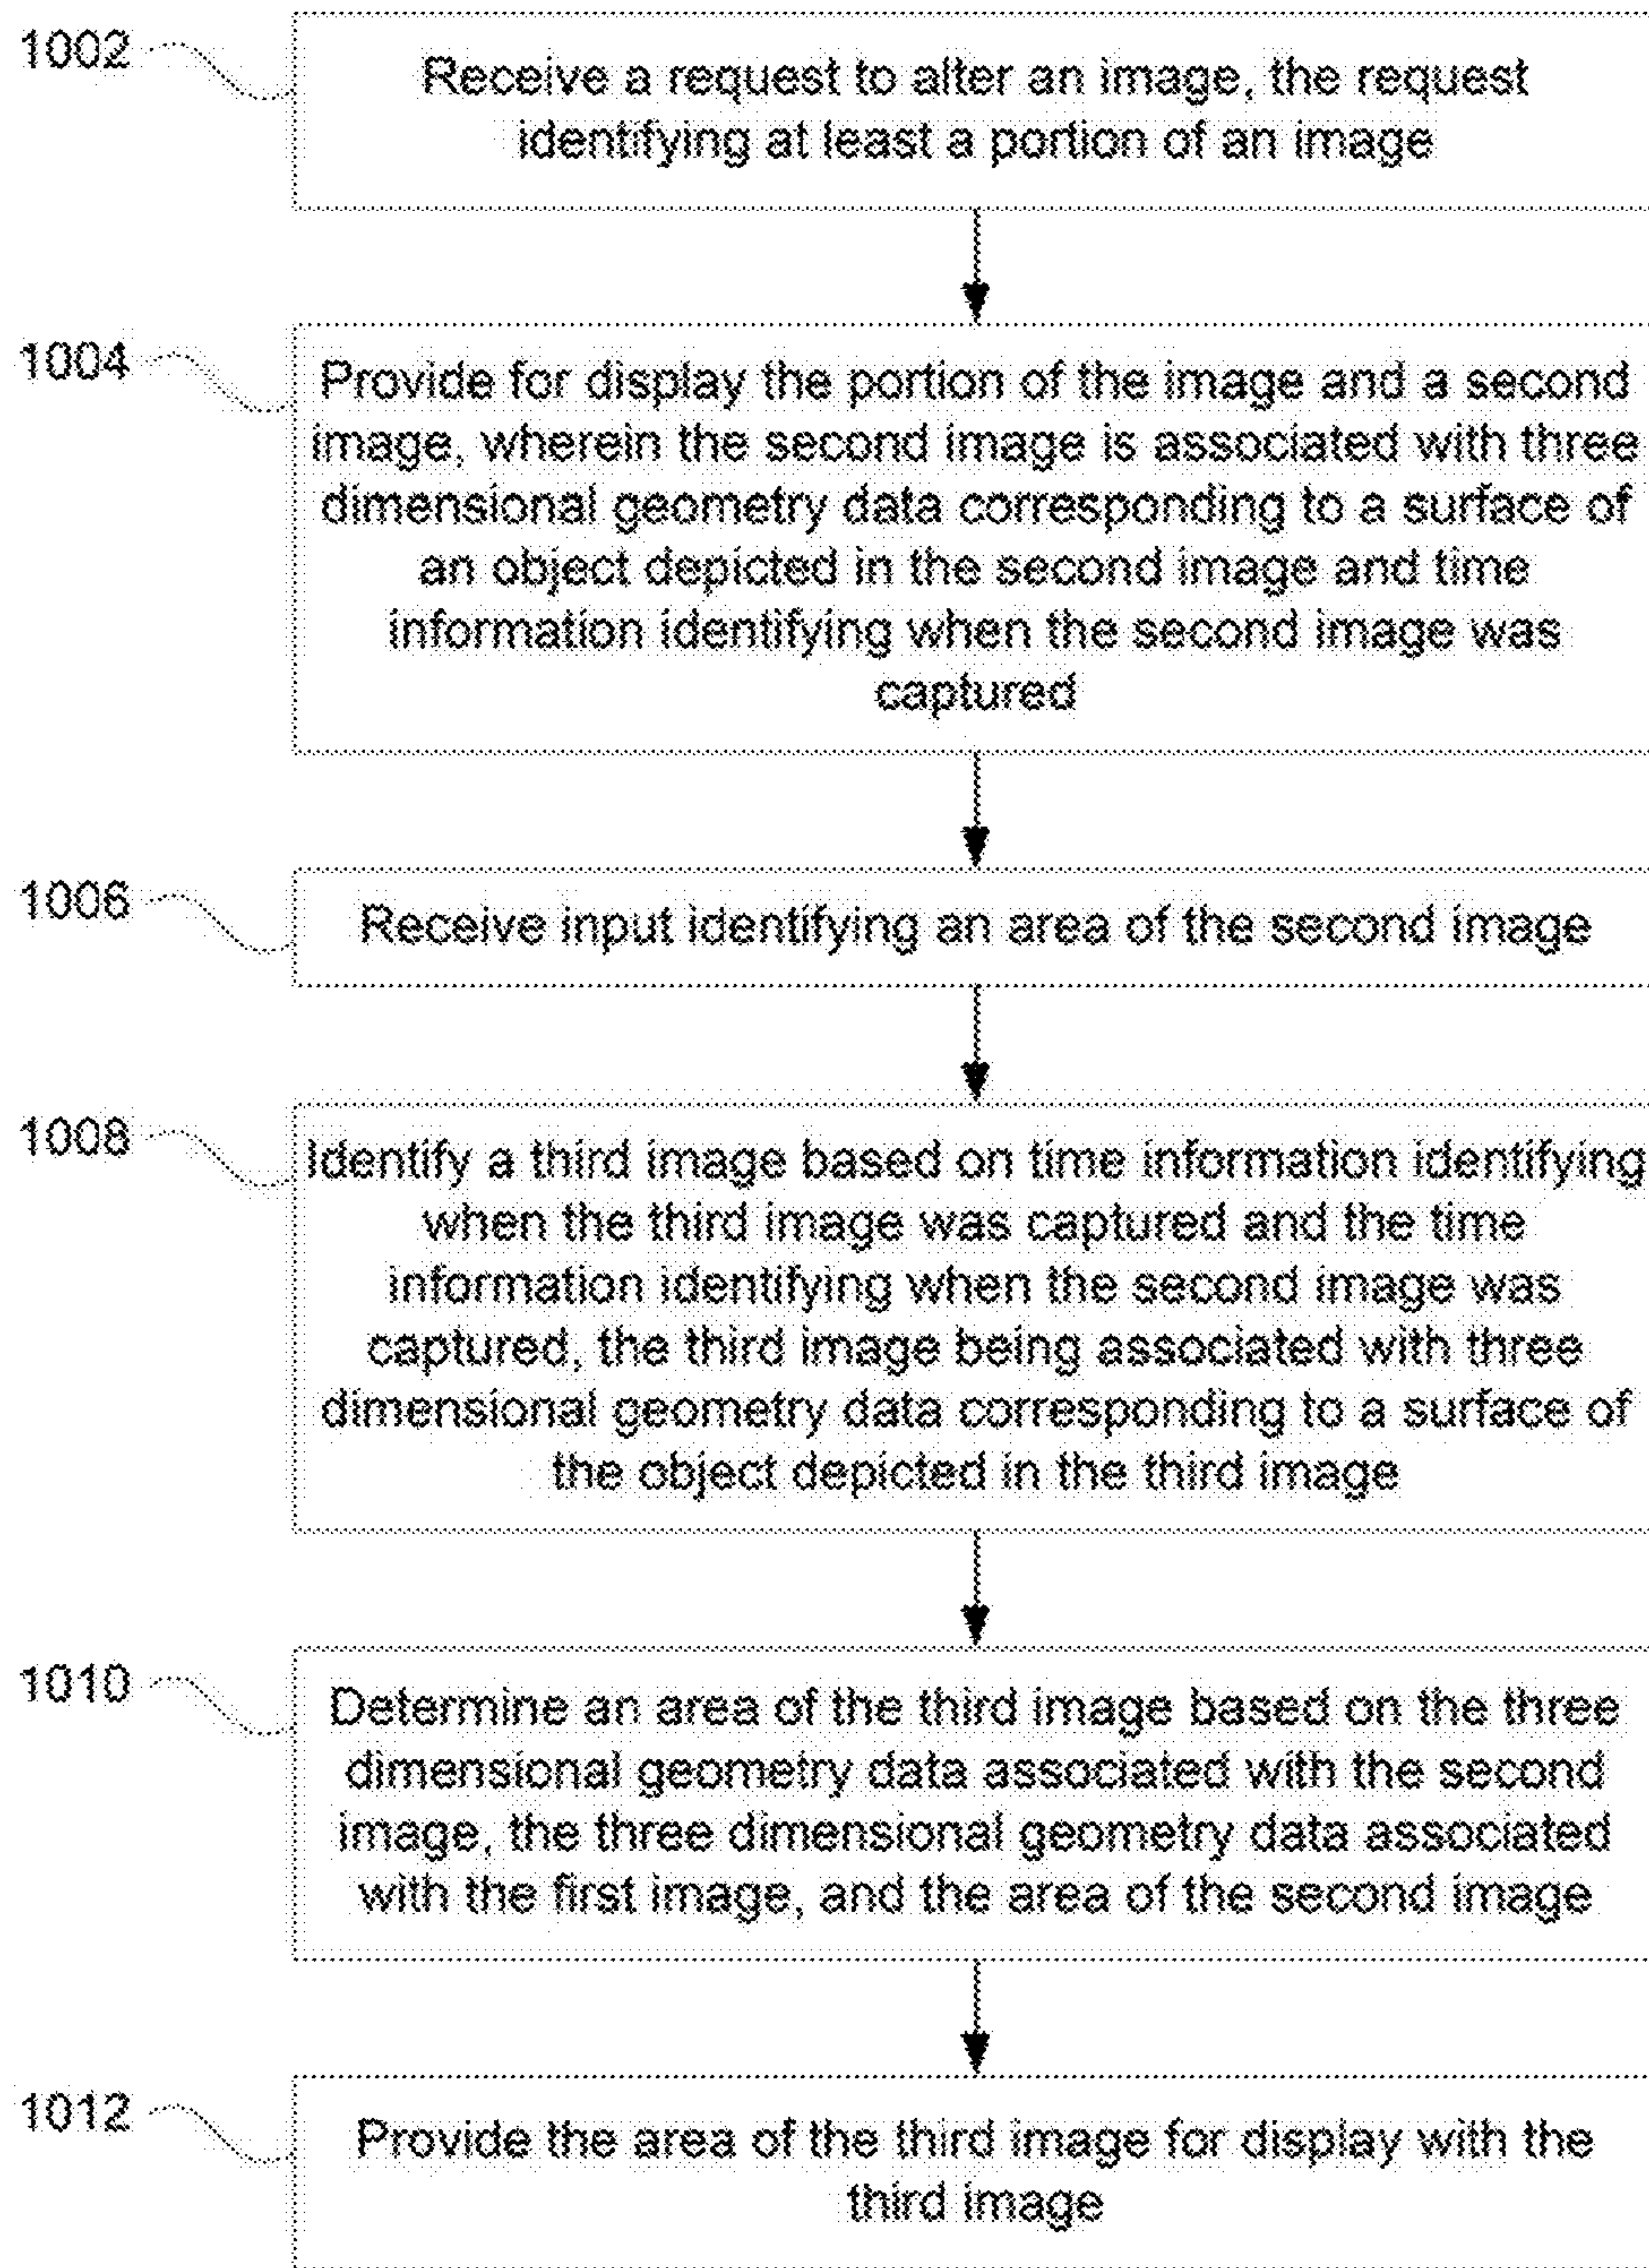 1002
Receive a request to alter an image, the request
identifying at least a portion of an image
1004
Provide for display the portion of the image and a second
image, wherein the second image is associated with three
dimensional geometry data corresponding to a surface of
an object depicted in the second image and time
information identifying when the second image was
captured
1006
Receive input identifying an area of the second image
1008
Identify a third image based on time information identifying
when the third image was captured and the time
information identifying when the second image was
captured, the third image being associated with three
dimensional geometry data corresponding to a surface of
the object depicted in the third image
1010
Determine an area of the third image based on the three
dimensional geometry data associated with the second
image, the three dimensional geometry data associated
with the first image, and the area of the second image
1012
Provide the area of the third image for display with the
third image